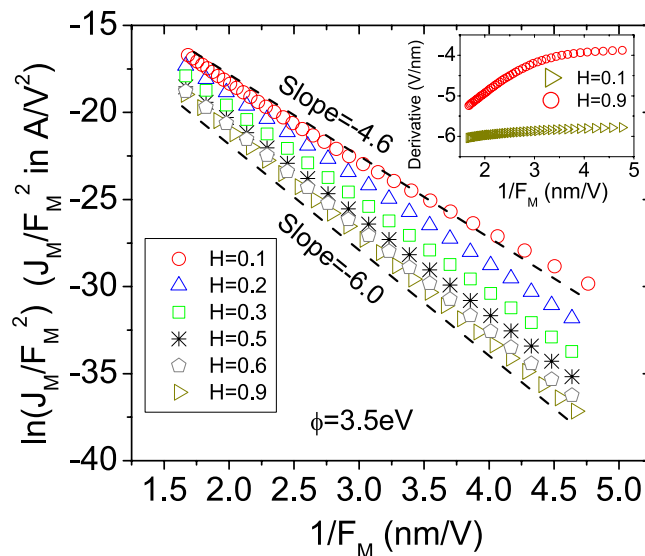 -15
-20
-25
-30
-35
-40
ln(J_M/F_M^2) (J_M/F_M^2 in A/V^2)
1.5 2.0 2.5 3.0 3.5 4.0 4.5 5.0
1/F_M (nm/V)
Slope=-4.6
Slope=-6.0
H=0.1
H=0.2
H=0.3
H=0.5
H=0.6
H=0.9
ϕ=3.5eV
-4
-5
-6
Derivative (V/nm)
H=0.1
H=0.9
2 3 4 5
1/F_M (nm/V)